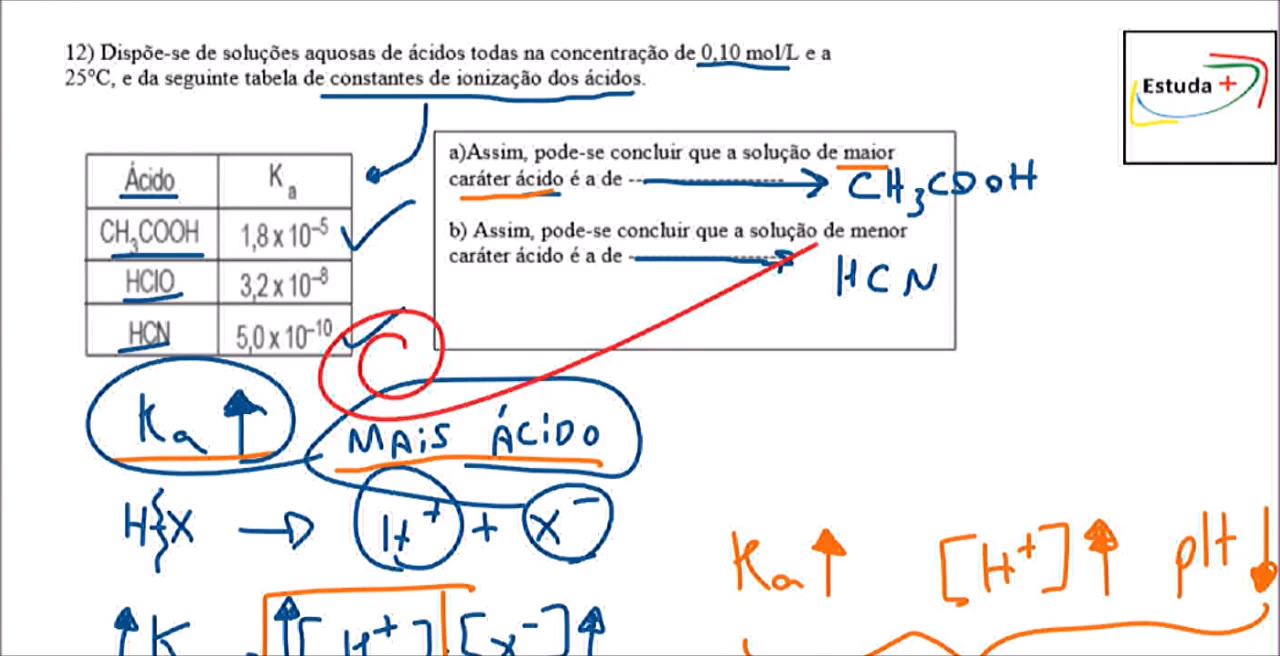 12) Dispõe-se de soluções aquosas de ácidos todas na concentração de 0,10 mol/L e a
25°C, e da seguinte tabela de constantes de ionização dos ácidos.
Estuda +
Ácido Ka
CH3COOH 1,8 x 10–5
HClO 3,2 x 10–8
HCN 5,0 x 10–10
a)Assim, pode-se concluir que a solução de maior
caráter ácido é a de CH3COOH
b) Assim, pode-se concluir que a solução de menor
caráter ácido é a de HCN
Ka ↑ MAIS ÁCIDO
HX → H+ + X–
Ka ↑ [H+] ↑ pH ↓
↑K ↑[H+] [X–]↑